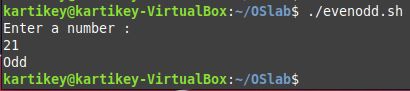 kartikey@kartikey-VirtualBox:~/OSlab$ ./evenodd.sh
Enter a number :
21
Odd
kartikey@kartikey-VirtualBox:~/OSlab$